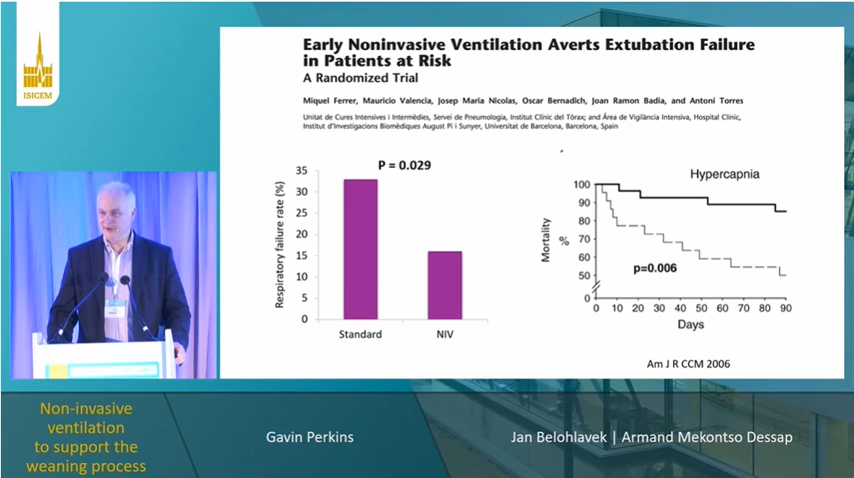 ISICEM
Early Noninvasive Ventilation Averts Extubation Failure
in Patients at Risk
A Randomized Trial
Miquel Ferrer, Mauricio Valencia, Josep Maria Nicolas, Oscar Bernadich, Joan Ramon Badia, and Antoni Torres
Unitat de Cures Intensives i Intermèdies, Servei de Pneumologia, Institut Clínic del Tòrax; and Área de Vigilància Intensiva, Hospital Clínic,
Institut d'Investigacions Biomèdiques August Pi i Sunyer, Universitat de Barcelona, Barcelona, Spain
P = 0.029
Respiratory failure rate (%)
35
30
25
20
15
10
5
0
Standard NIV
Hypercapnia
Mortality
%
100
90
80
70
60
50
0
p=0.006
0 10 20 30 40 50 60 70 80 90
Days
Am J R CCM 2006
Non-invasive
ventilation
to support the
weaning process
Gavin Perkins
Jan Belohlavek | Armand Mekontso Dessap